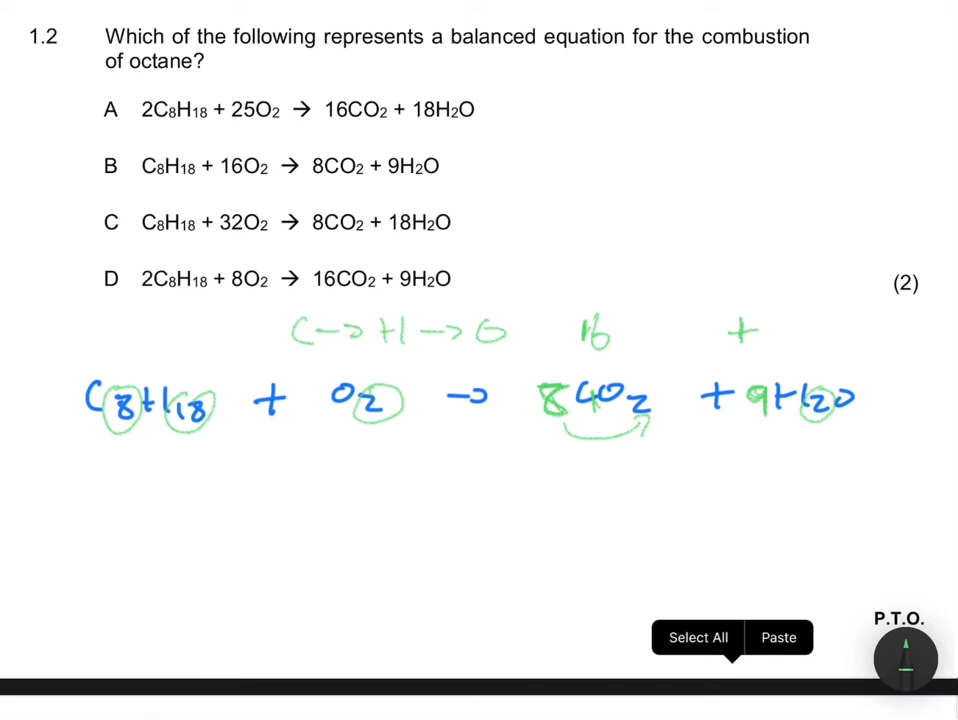 1.2 Which of the following represents a balanced equation for the combustion
of octane?
A 2C₈H₁₈ + 25O₂ → 16CO₂ + 18H₂O
B C₈H₁₈ + 16O₂ → 8CO₂ + 9H₂O
C C₈H₁₈ + 32O₂ → 8CO₂ + 18H₂O
D 2C₈H₁₈ + 8O₂ → 16CO₂ + 9H₂O
(2)
C → H → O 16 +
C₈H₁₈ + O₂ → 8CO₂ + 9H₂O
P.T.O.
Select All Paste